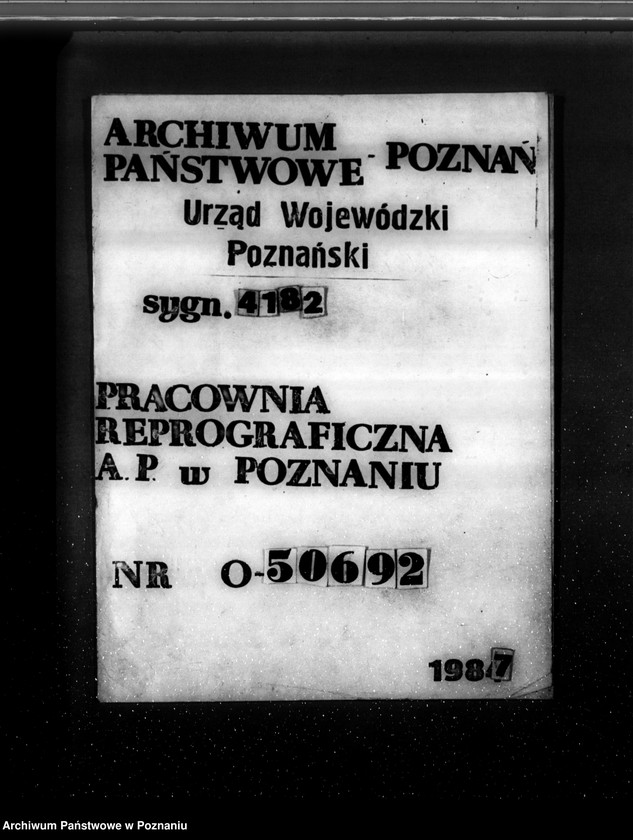 ARCHIWUM
PAŃSTWOWE - POZNAŃ
Urząd Wojewódzki
Poznański
sygn. 4182
PRACOWNIA
REPROGRAFICZNA
A.P. w POZNANIU
NR O-50692
1987
Archiwum Państwowe w Poznaniu